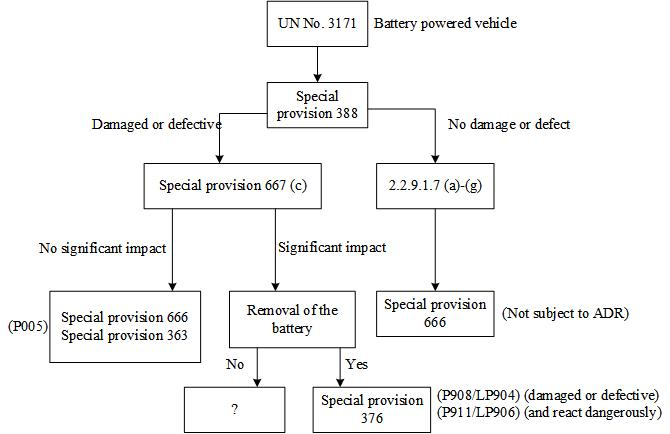 UN No. 3171
Battery powered vehicle
Special
provision 388
Damaged or defective
No damage or defect
Special provision 667 (c)
2.2.9.1.7 (a)-(g)
No significant impact
Significant impact
(P005)
Special provision 666
Special provision 363
Removal of the
battery
Special provision
666
(Not subject to ADR)
No
Yes
?
Special provision
376
(P908/LP904) (damaged or defective)
(P911/LP906) (and react dangerously)